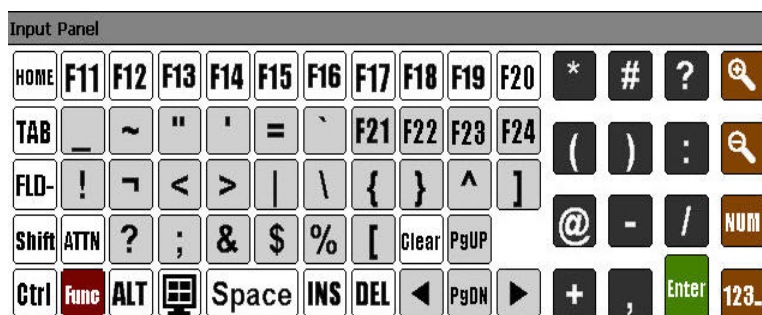 Input Panel
HOME F11 F12 F13 F14 F15 F16 F17 F18 F19 F20 * # ?
TAB _ ~ " ' = ` F21 F22 F23 F24 ( ) :
FLD- ! ¬ < > | \ { } ^ ]
Shift ATTN ? ; & $ % [ Clear PgUP @ - / NUM
Ctrl Func ALT Space INS DEL ◀ PgDN ▶ + , Enter 123_